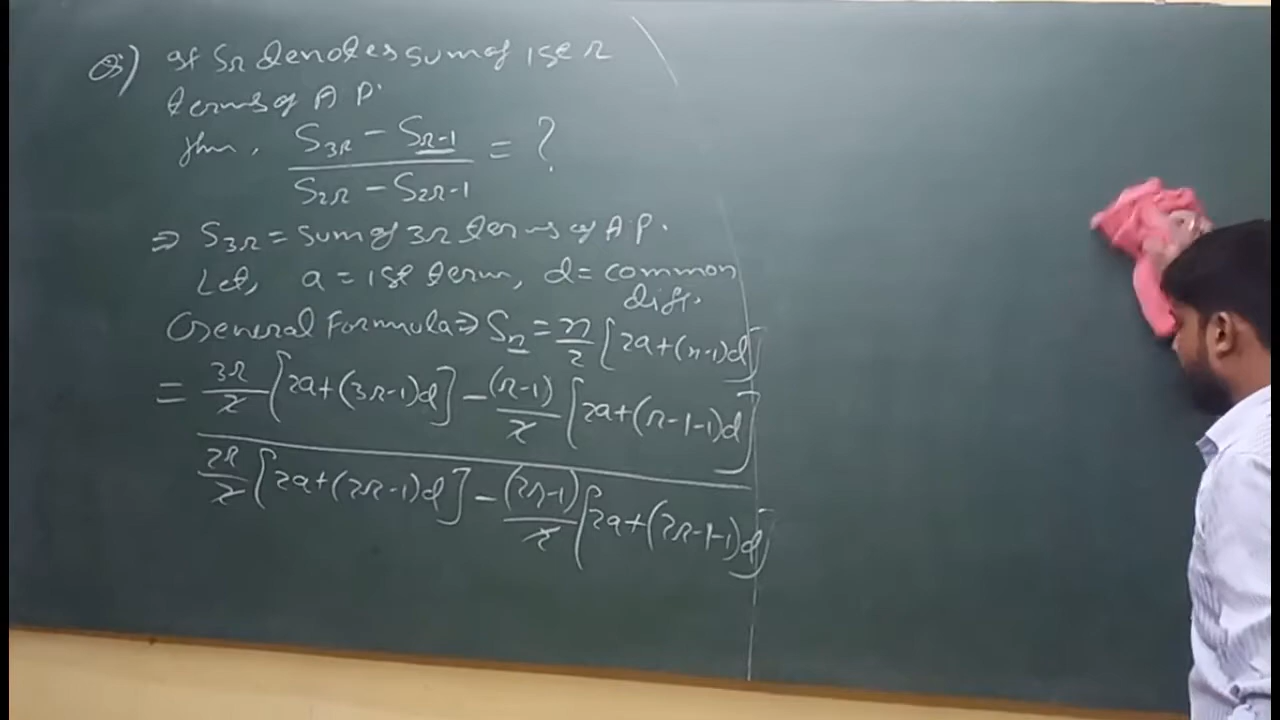 Q) If Sr denotes sum of 1st r
terms of A P.
then, (S3r - Sr-1) / (S2r - S2r-1) = ?
⇒ S3r = sum of 3r terms of A.P.
Let, a = 1st term, d = common
diff.
General Formula ⇒ Sn = n/2 [2a+(n-1)d]
= 3r/2 [2a+(3r-1)d] - (r-1)/2 [2a+(r-1-1)d]
2r/2 [2a+(2r-1)d] - (2r-1)/2 [2a+(2r-1-1)d]